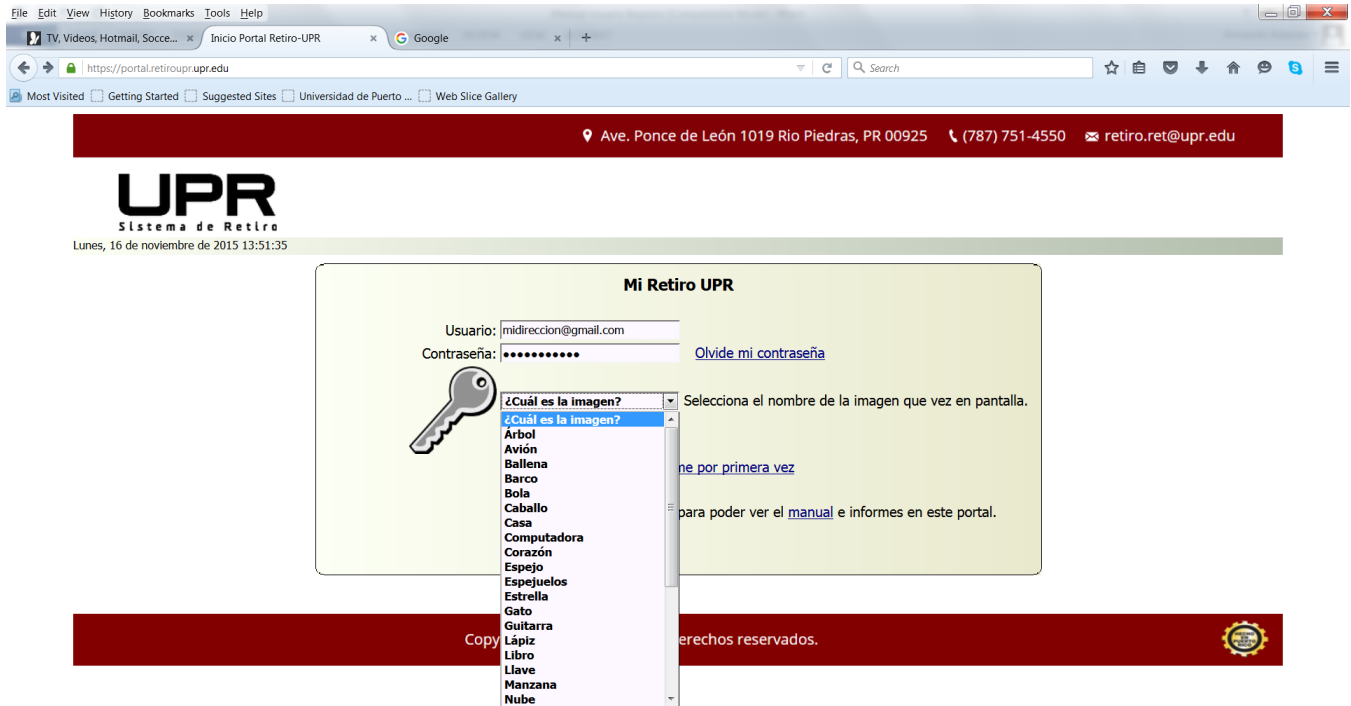 File Edit View History Bookmarks Tools Help
TV, Videos, Hotmail, Socce... × Inicio Portal Retiro-UPR × G Google × +
https://portal.retiroupr.upr.edu Search
Most Visited Getting Started Suggested Sites Universidad de Puerto ... Web Slice Gallery
Ave. Ponce de León 1019 Rio Piedras, PR 00925 (787) 751-4550 retiro.ret@upr.edu
UPR
Sistema de Retiro
Lunes, 16 de noviembre de 2015 13:51:35
Mi Retiro UPR
Usuario: midireccion@gmail.com
Contraseña: ●●●●●●●●●●● Olvide mi contraseña
¿Cuál es la imagen? Selecciona el nombre de la imagen que vez en pantalla.
¿Cuál es la imagen?
Árbol
Avión
Ballena
Barco
me por primera vez
Bola
Caballo
para poder ver el manual e informes en este portal.
Casa
Computadora
Corazón
Espejo
Espejuelos
Estrella
Gato
Guitarra
Copy erechos reservados.
Lápiz
Libro
Llave
Manzana
Nube
HECHO EN PUERTO RICO